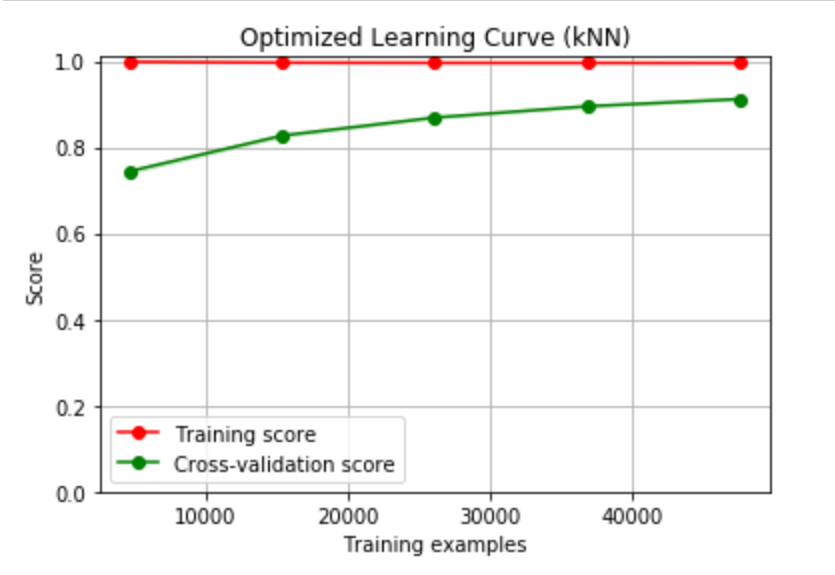 Optimized Learning Curve (kNN)
1.0
0.8
0.6
0.4
0.2
0.0
Score
Training score
Cross-validation score
10000 20000 30000 40000
Training examples